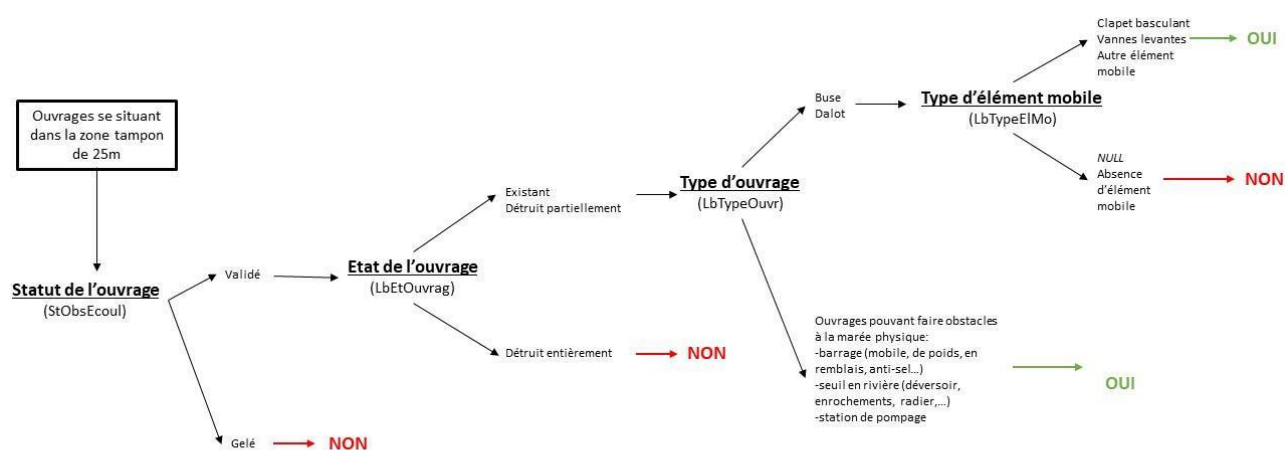 Ouvrages se situant
dans la zone tampon
de 25m
Statut de l'ouvrage
(StObsEcoul)
Validé
Gelé
NON
Etat de l'ouvrage
(LbEtOuvrag)
Existant
Détruit partiellement
Détruit entièrement
NON
Type d'ouvrage
(LbTypeOuvr)
Buse
Dalot
Ouvrages pouvant faire obstacles
à la marée physique:
-barrage (mobile, de poids, en
remblais, anti-sel...)
-seuil en rivière (déversoir,
enrochements, radier,...)
-station de pompage
OUI
Type d'élément mobile
(LbTypeElMo)
Clapet basculant
Vannes levantes
Autre élément
mobile
OUI
NULL
Absence
d'élément
mobile
NON